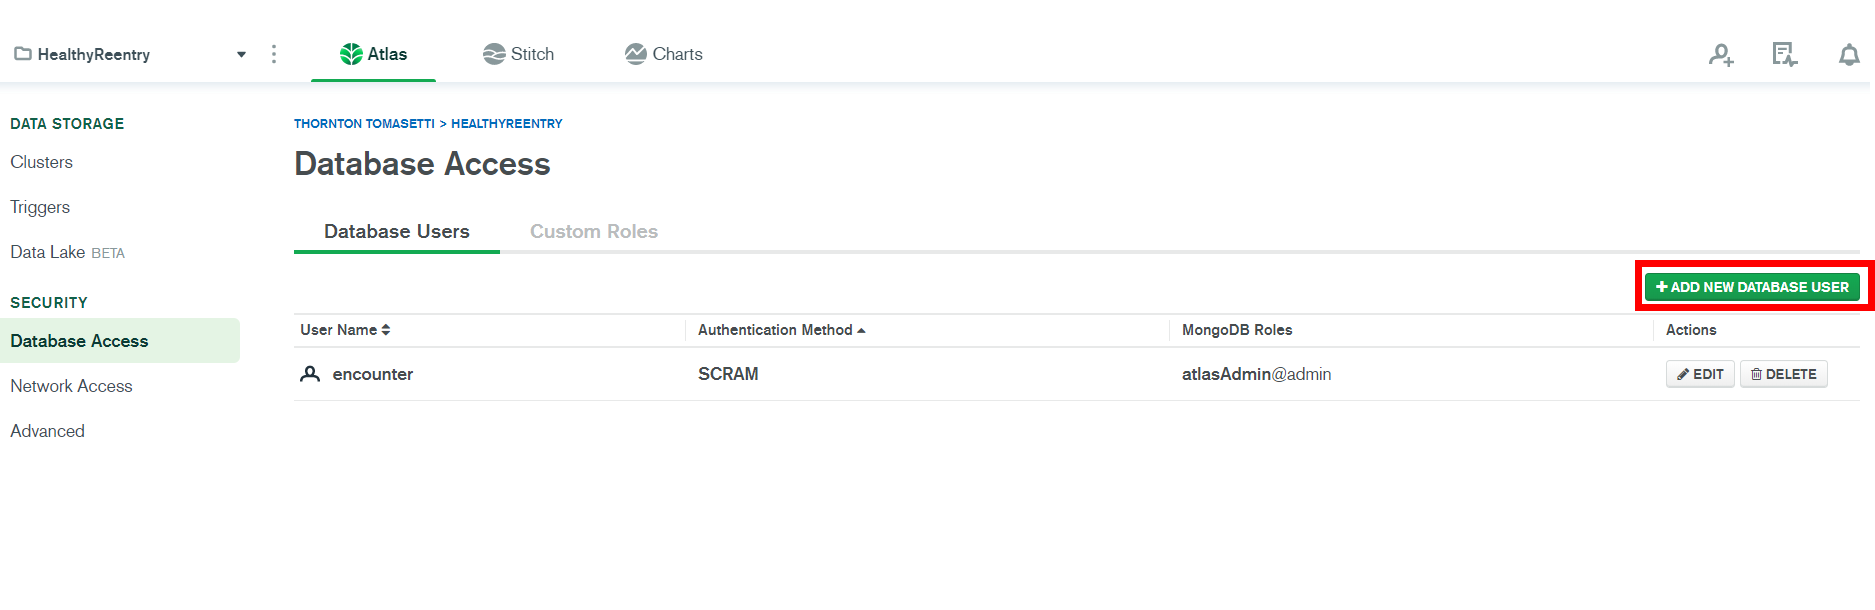 HealthyReentry
Atlas
Stitch
Charts
DATA STORAGE
Clusters
Triggers
Data Lake BETA
SECURITY
Database Access
Network Access
Advanced
THORNTON TOMASETTI > HEALTHYREENTRY
Database Access
Database Users
Custom Roles
+ ADD NEW DATABASE USER
User Name
Authentication Method
MongoDB Roles
Actions
encounter
SCRAM
atlasAdmin@admin
EDIT
DELETE